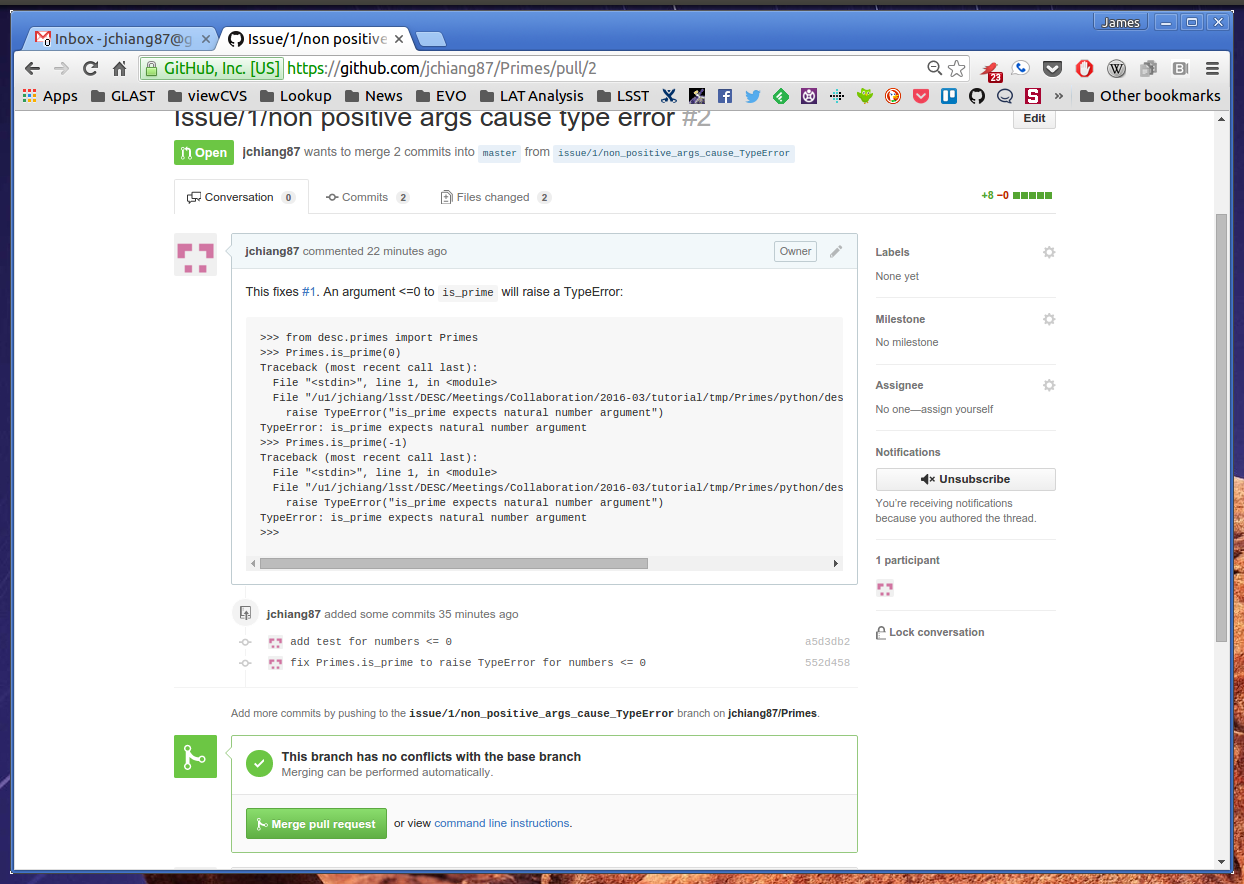 James
Inbox - jchiang87@g
Issue/1/non positive
GitHub, Inc. [US] https://github.com/jchiang87/Primes/pull/2
23
Apps GLAST viewCVS Lookup News EVO LAT Analysis LSST » Other bookmarks
Issue/1/non positive args cause type error #2
Edit
Open jchiang87 wants to merge 2 commits into master from issue/1/non_positive_args_cause_TypeError
Conversation 0 Commits 2 Files changed 2 +8 −0
jchiang87 commented 22 minutes ago Owner
This fixes #1. An argument <=0 to is_prime will raise a TypeError:
>>> from desc.primes import Primes
>>> Primes.is_prime(0)
Traceback (most recent call last):
File "<stdin>", line 1, in <module>
File "/u1/jchiang/lsst/DESC/Meetings/Collaboration/2016-03/tutorial/tmp/Primes/python/des
raise TypeError("is_prime expects natural number argument")
TypeError: is_prime expects natural number argument
>>> Primes.is_prime(-1)
Traceback (most recent call last):
File "<stdin>", line 1, in <module>
File "/u1/jchiang/lsst/DESC/Meetings/Collaboration/2016-03/tutorial/tmp/Primes/python/des
raise TypeError("is_prime expects natural number argument")
TypeError: is_prime expects natural number argument
>>>
jchiang87 added some commits 35 minutes ago
add test for numbers <= 0 a5d3db2
fix Primes.is_prime to raise TypeError for numbers <= 0 552d458
Add more commits by pushing to the issue/1/non_positive_args_cause_TypeError branch on jchiang87/Primes.
This branch has no conflicts with the base branch
Merging can be performed automatically.
Merge pull request or view command line instructions.
Labels
None yet
Milestone
No milestone
Assignee
No one—assign yourself
Notifications
Unsubscribe
You're receiving notifications
because you authored the thread.
1 participant
Lock conversation